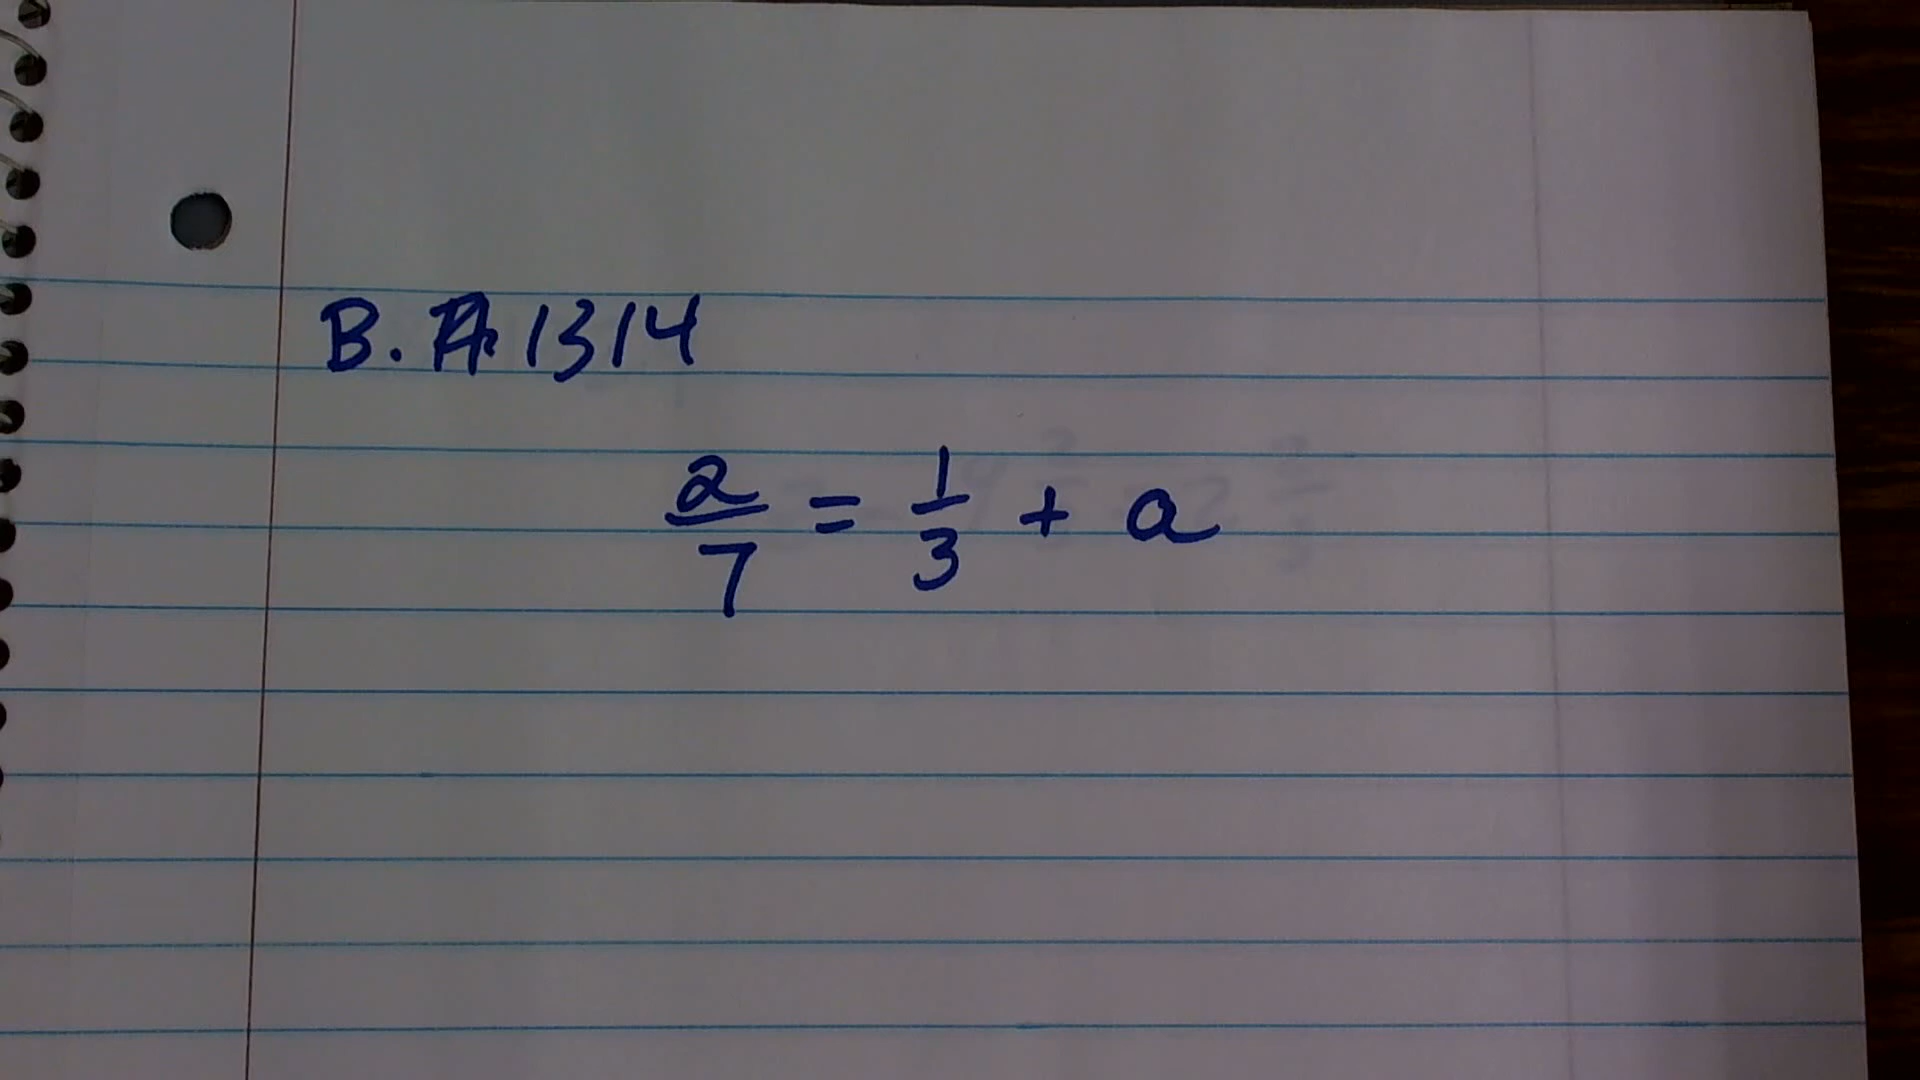 B. A 1314
2/7 = 1/3 + a